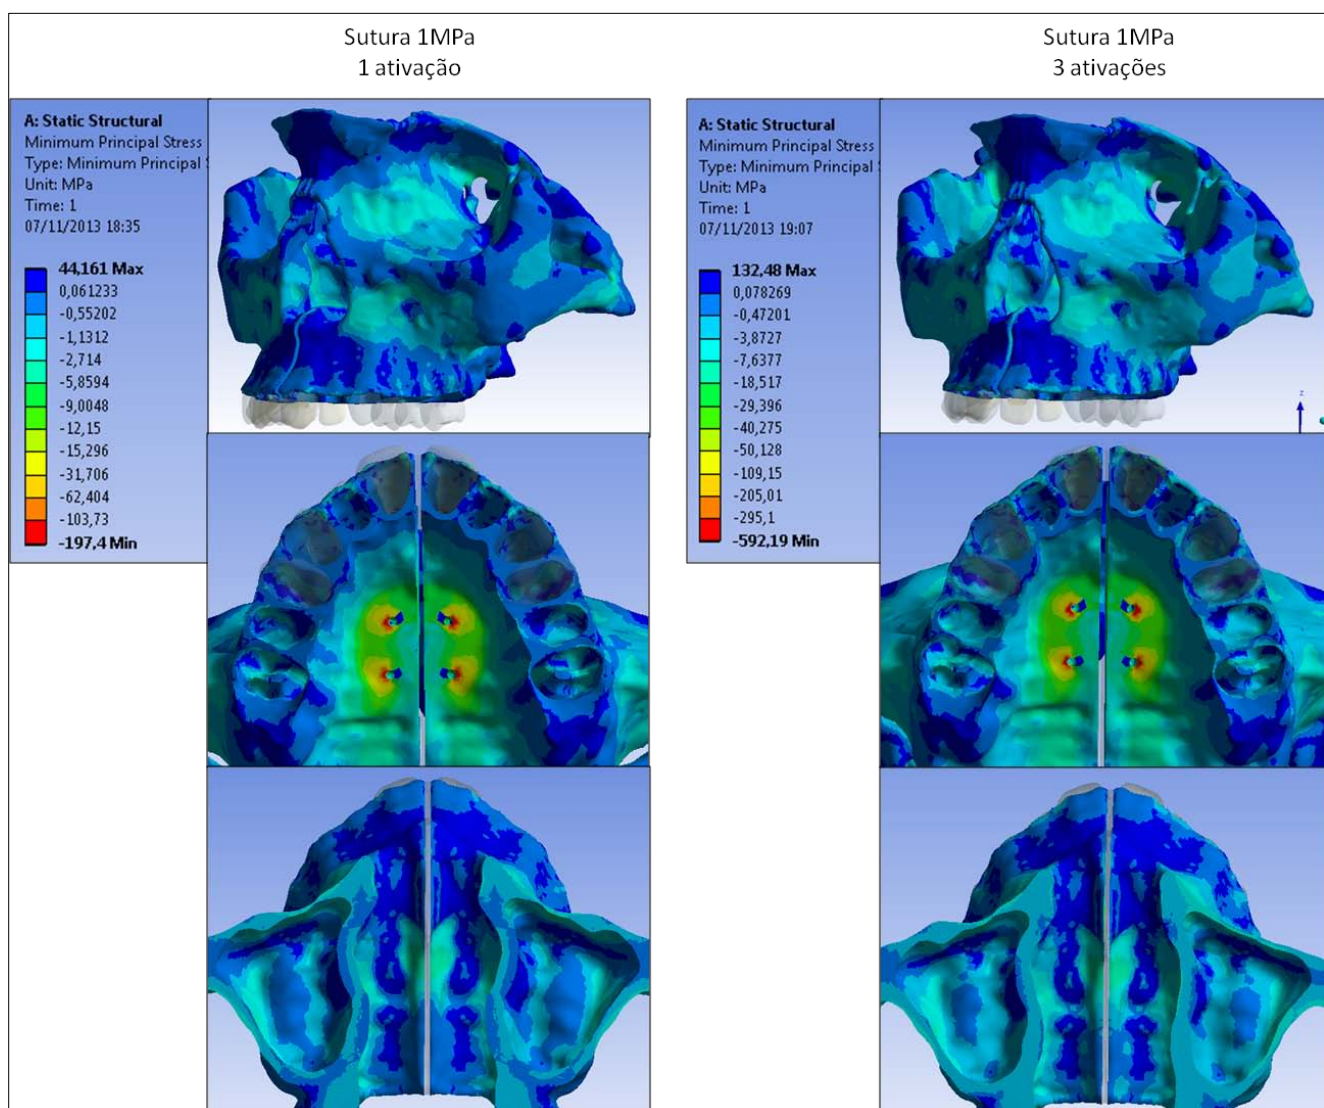 Sutura 1MPa
1 ativação
Sutura 1MPa
3 ativações
A: Static Structural
Minimum Principal Stress
Type: Minimum Principal S
Unit: MPa
Time: 1
07/11/2013 18:35
44,161 Max
0,061233
-0,55202
-1,1312
-2,714
-5,8594
-9,0048
-12,15
-15,296
-31,706
-62,404
-103,73
-197,4 Min
A: Static Structural
Minimum Principal Stress
Type: Minimum Principal S
Unit: MPa
Time: 1
07/11/2013 19:07
132,48 Max
0,078269
-0,47201
-3,8727
-7,6377
-18,517
-29,396
-40,275
-50,128
-109,15
-205,01
-295,1
-592,19 Min
z